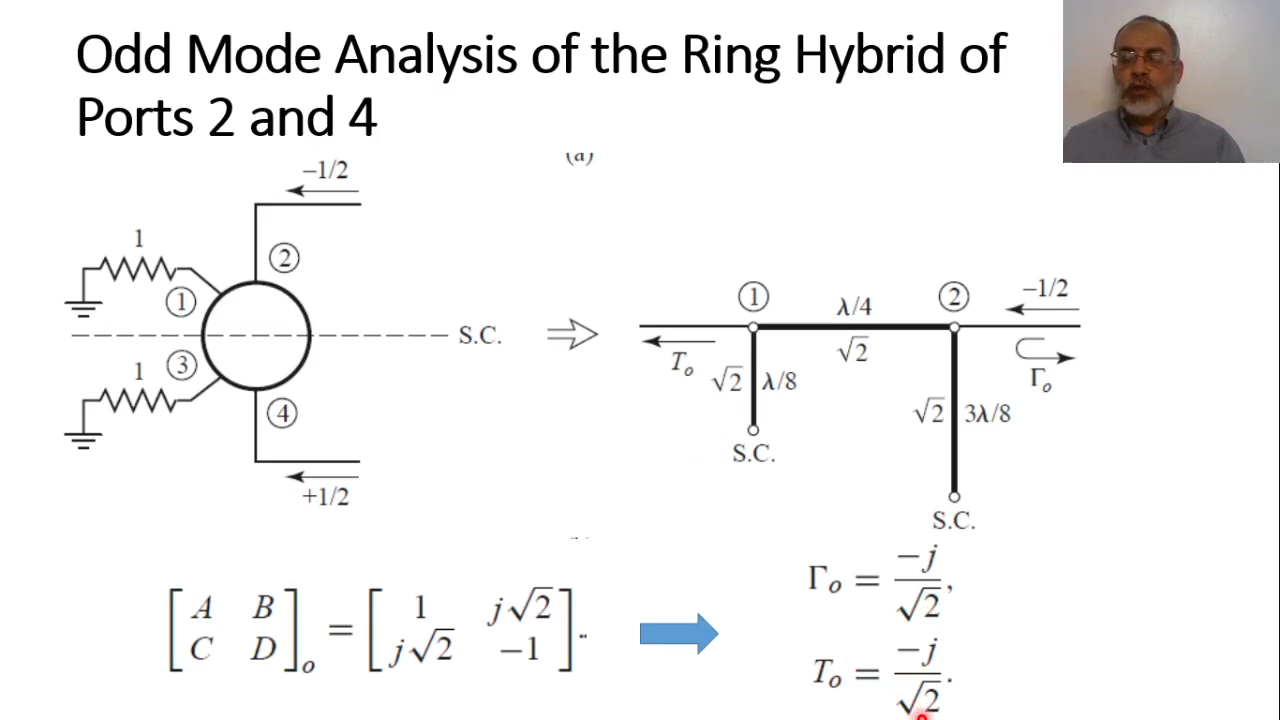 Odd Mode Analysis of the Ring Hybrid of
Ports 2 and 4
(a)
−1/2
1
②
①
S.C.
1
③
④
+1/2
①
λ/4
②
−1/2
√2
T_o
√2
λ/8
Γ_o
√2
3λ/8
S.C.
S.C.
[A B; C D]_o = [1 j√2; j√2 −1].
Γ_o = −j/√2,
T_o = −j/√2.